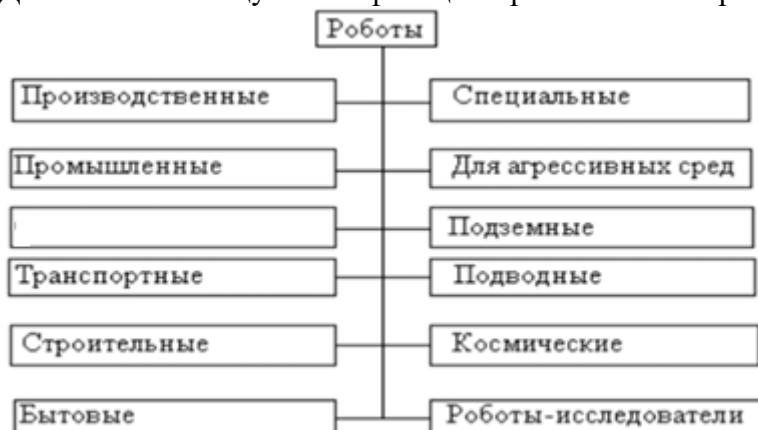 Роботы
Производственные
Специальные
Промышленные
Для агрессивных сред
Подземные
Транспортные
Подводные
Строительные
Космические
Бытовые
Роботы-исследователи